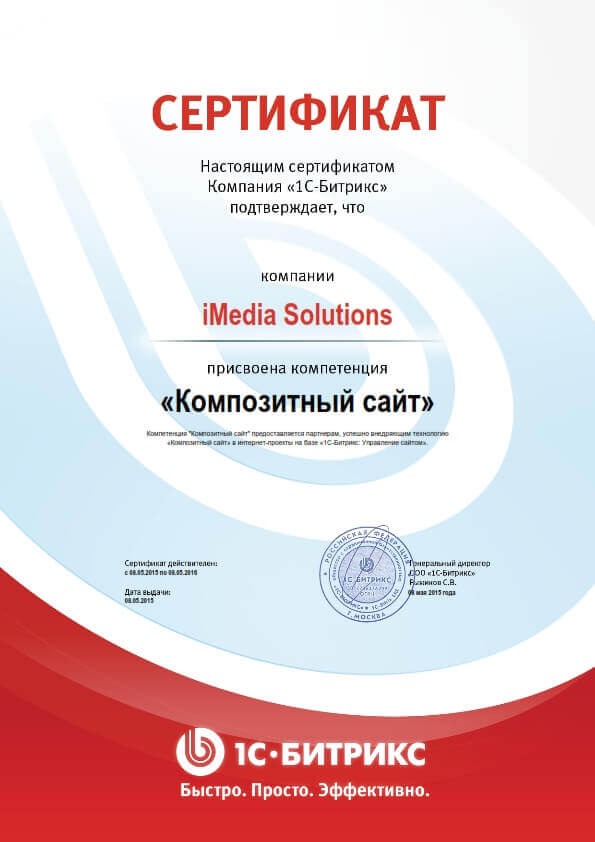 СЕРТИФИКАТ
Настоящим сертификатом
Компания «1С-Битрикс»
подтверждает, что
компании
iMedia Solutions
присвоена компетенция
«Композитный сайт»
Компетенция "Композитный сайт" предоставляется партнерам, успешно внедряющим технологию
«Композитный сайт» в интернет-проекты на базе «1С-Битрикс: Управление сайтом».
Сертификат действителен:
с 08.05.2015 по 08.05.2016
Дата выдачи:
08.05.2015
РОССИЙСКАЯ ФЕДЕРАЦИЯ
1С-БИТРИКС
Г. МОСКВА
Генеральный директор
ООО «1С-Битрикс»
Рыжиков С.В.
08 мая 2015 года
1С·БИТРИКС
Быстро. Просто. Эффективно.